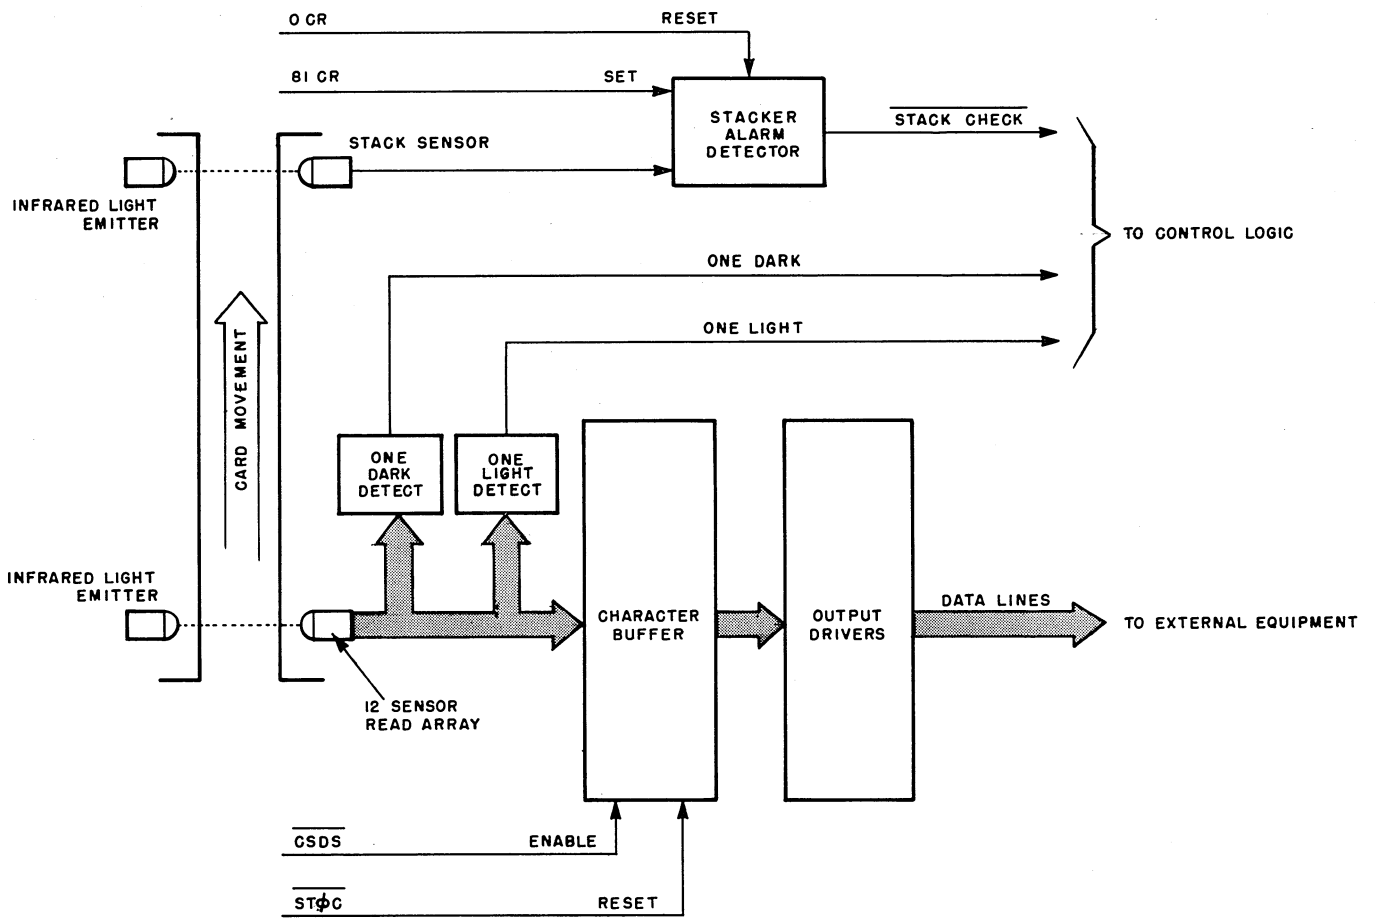 0 CR
RESET
81 CR
SET
STACKER
ALARM
DETECTOR
STACK CHECK
STACK SENSOR
INFRARED LIGHT
EMITTER
TO CONTROL LOGIC
ONE DARK
ONE LIGHT
CARD MOVEMENT
ONE
DARK
DETECT
ONE
LIGHT
DETECT
INFRARED LIGHT
EMITTER
CHARACTER
BUFFER
OUTPUT
DRIVERS
DATA LINES
TO EXTERNAL EQUIPMENT
12 SENSOR
READ ARRAY
CSDS
ENABLE
STϕC
RESET